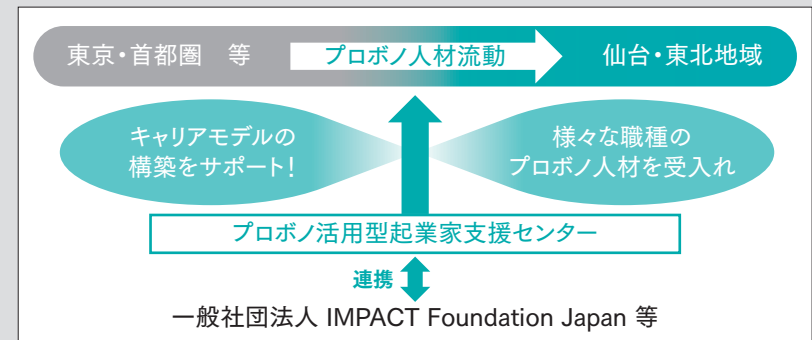 東京・首都圏 等
プロボノ人材流動
仙台・東北地域
キャリアモデルの
構築をサポート!
様々な職種の
プロボノ人材を受入れ
プロボノ活用型起業家支援センター
連携
一般社団法人 IMPACT Foundation Japan 等